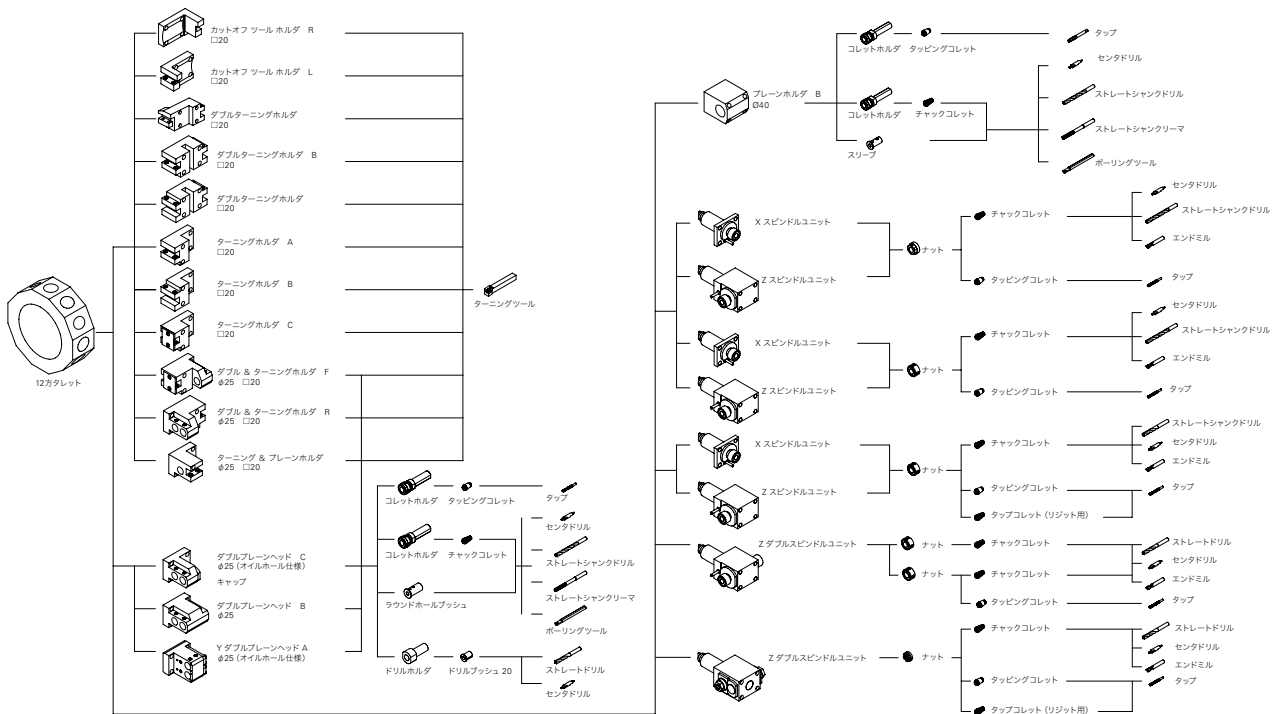 カットオフ ツール ホルダ R
□20
カットオフ ツール ホルダ L
□20
ダブルターニングホルダ
□20
ダブルターニングホルダ B
□20
ダブルターニングホルダ
□20
ターニングホルダ A
□20
ターニングホルダ B
□20
ターニングホルダ C
□20
ダブル & ターニングホルダ F
φ25 □20
ダブル & ターニングホルダ R
φ25 □20
ターニング & プレーンホルダ
φ25 □20
12方タレット
ターニングツール
ダブルプレーンヘッド C
φ25 (オイルホール仕様)
キャップ
ダブルプレーンヘッド B
φ25
Y ダブルプレーンヘッド A
φ25 (オイルホール仕様)
コレットホルダ
タッピングコレット
タップ
コレットホルダ
チャックコレット
センタドリル
ストレートシャンクドリル
ストレートシャンクリーマ
ボーリングツール
ラウンドホールブッシュ
ドリルホルダ
ドリルブッシュ 20
ストレートドリル
センタドリル
プレーンホルダ B
Ø40
コレットホルダ
タッピングコレット
タップ
コレットホルダ
チャックコレット
スリーブ
センタドリル
ストレートシャンクドリル
ストレートシャンクリーマ
ボーリングツール
X スピンドルユニット
Z スピンドルユニット
ナット
チャックコレット
センタドリル
ストレートシャンクドリル
エンドミル
タッピングコレット
タップ
X スピンドルユニット
Z スピンドルユニット
ナット
チャックコレット
センタドリル
ストレートシャンクドリル
エンドミル
タッピングコレット
タップ
X スピンドルユニット
Z スピンドルユニット
ナット
チャックコレット
ストレートシャンクドリル
センタドリル
エンドミル
タッピングコレット
タップ
タップコレット (リジット用)
Z ダブルスピンドルユニット
ナット
チャックコレット
ストレートドリル
センタドリル
エンドミル
ナット
チャックコレット
タッピングコレット
タップ
Z ダブルスピンドルユニット
ナット
チャックコレット
ストレートドリル
センタドリル
エンドミル
タッピングコレット
タップ
タップコレット (リジット用)